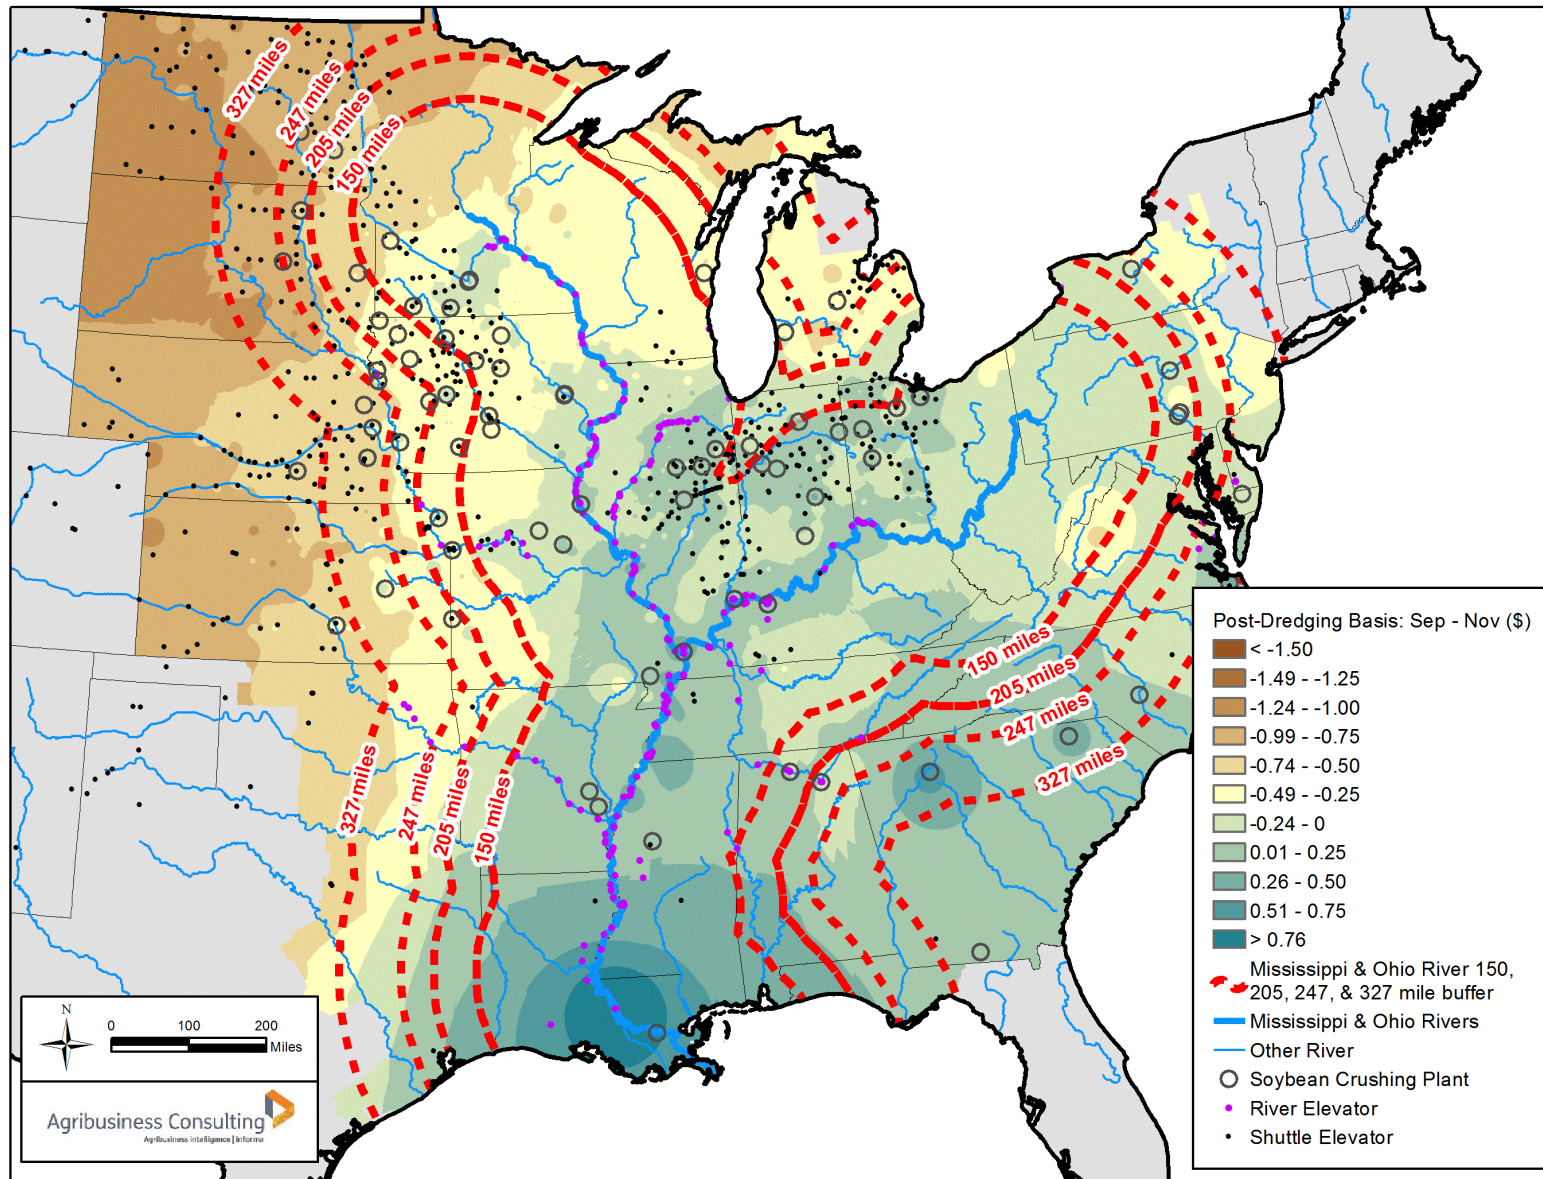 327 miles
247 miles
205 miles
150 miles
150 miles
205 miles
247 miles
327 miles
327 miles
247 miles
205 miles
150 miles
N
0 100 200
Miles
Agribusiness Consulting
Agribusiness intelligence | informa
Post-Dredging Basis: Sep - Nov ($)
< -1.50
-1.49 - -1.25
-1.24 - -1.00
-0.99 - -0.75
-0.74 - -0.50
-0.49 - -0.25
-0.24 - 0
0.01 - 0.25
0.26 - 0.50
0.51 - 0.75
> 0.76
Mississippi & Ohio River 150,
205, 247, & 327 mile buffer
Mississippi & Ohio Rivers
Other River
Soybean Crushing Plant
River Elevator
Shuttle Elevator